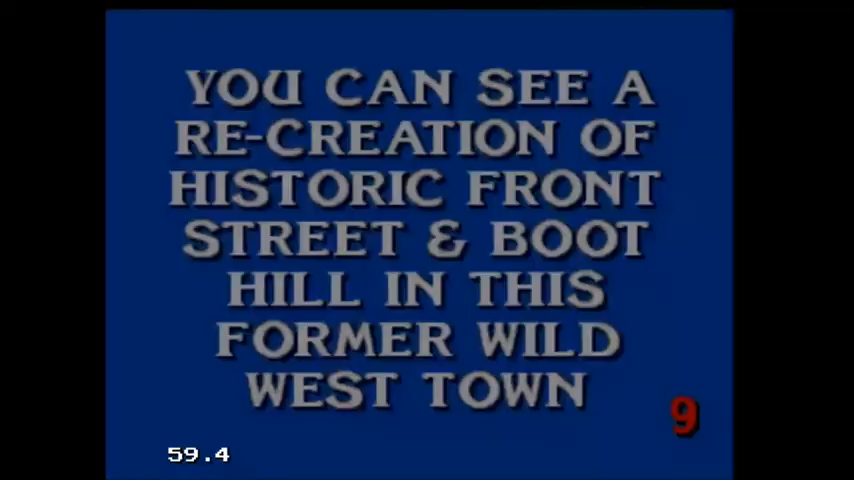 YOU CAN SEE A
RE-CREATION OF
HISTORIC FRONT
STREET & BOOT
HILL IN THIS
FORMER WILD
WEST TOWN
9
59.4